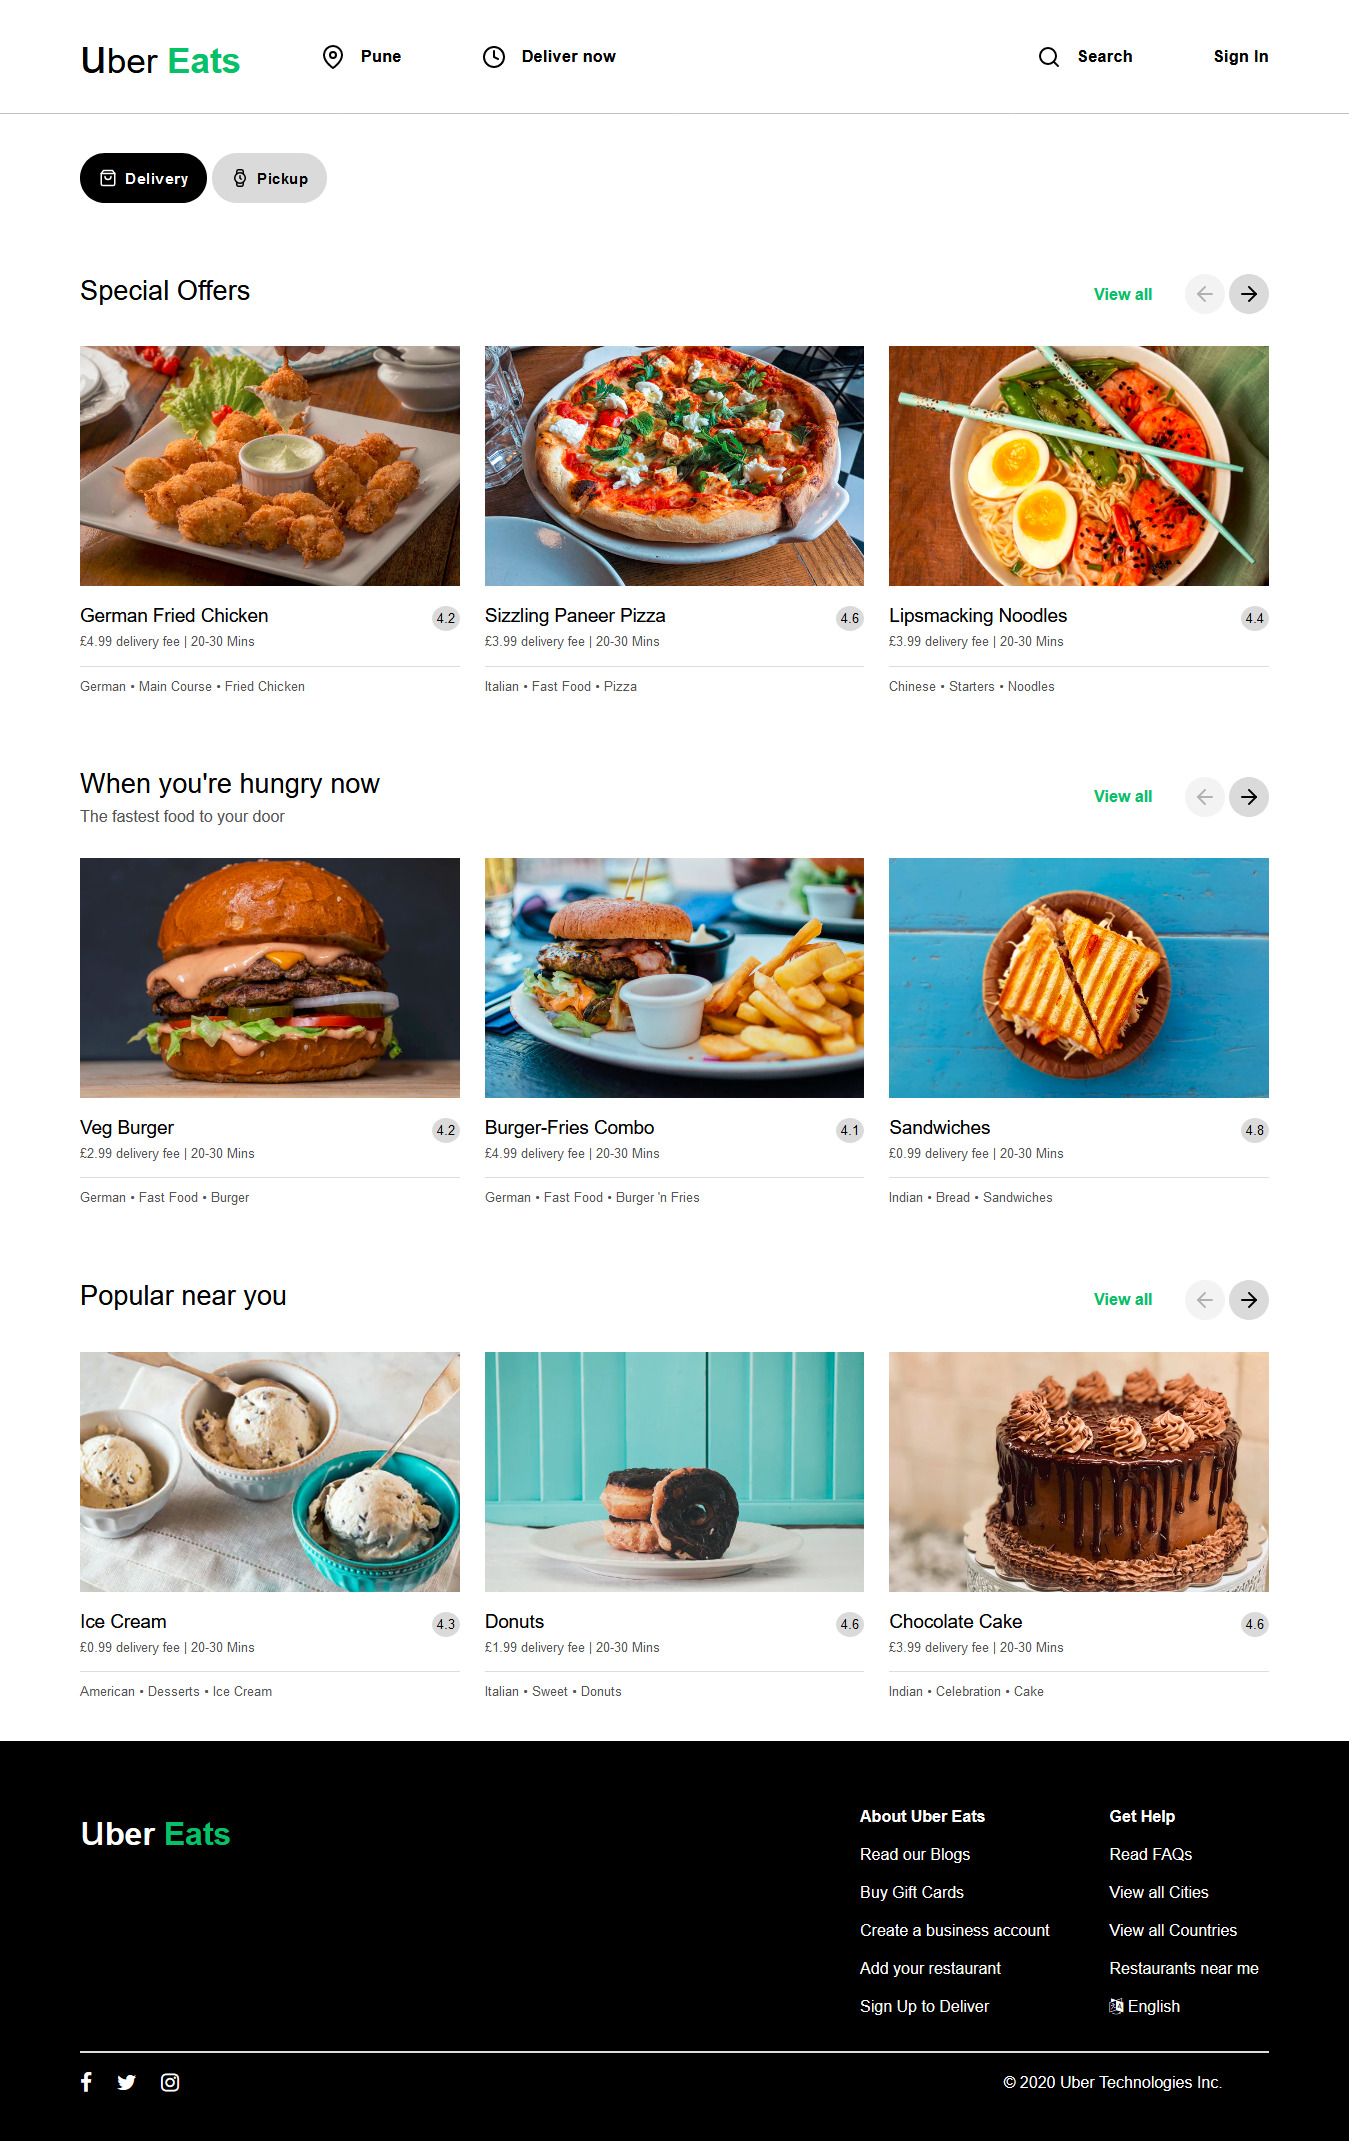 Uber Eats
Pune
Deliver now
Search
Sign In
Delivery
Pickup
Special Offers
View all
German Fried Chicken
4.2
£4.99 delivery fee | 20-30 Mins
German • Main Course • Fried Chicken
Sizzling Paneer Pizza
4.6
£3.99 delivery fee | 20-30 Mins
Italian • Fast Food • Pizza
Lipsmacking Noodles
4.4
£3.99 delivery fee | 20-30 Mins
Chinese • Starters • Noodles
When you're hungry now
The fastest food to your door
View all
Veg Burger
4.2
£2.99 delivery fee | 20-30 Mins
German • Fast Food • Burger
Burger-Fries Combo
4.1
£4.99 delivery fee | 20-30 Mins
German • Fast Food • Burger 'n Fries
Sandwiches
4.8
£0.99 delivery fee | 20-30 Mins
Indian • Bread • Sandwiches
Popular near you
View all
Ice Cream
4.3
£0.99 delivery fee | 20-30 Mins
American • Desserts • Ice Cream
Donuts
4.6
£1.99 delivery fee | 20-30 Mins
Italian • Sweet • Donuts
Chocolate Cake
4.6
£3.99 delivery fee | 20-30 Mins
Indian • Celebration • Cake
Uber Eats
About Uber Eats
Read our Blogs
Buy Gift Cards
Create a business account
Add your restaurant
Sign Up to Deliver
Get Help
Read FAQs
View all Cities
View all Countries
Restaurants near me
English
© 2020 Uber Technologies Inc.